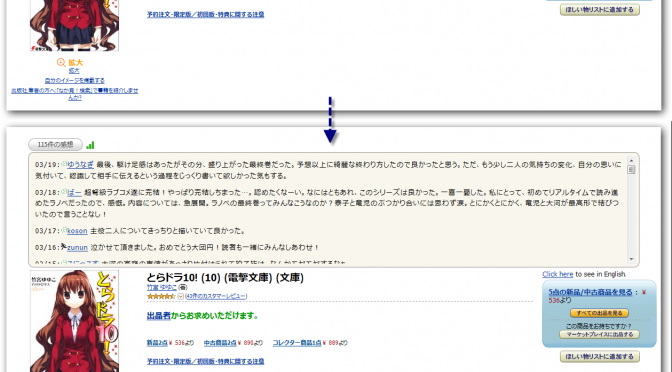 予約注文・限定版/初回版・特典に関する注意
ほしい物リストに追加する
拡大
拡大
自分のイメージを掲載する
出版社、著者の方へ:「なか見!検索」で書籍を紹介しませ
んか?
115件の感想
03/19:ゆうなぎ 最後、駆け足感はあったがその分、盛り上がった最終巻だった。予想以上に綺麗な終わり方したので良かったと思う。ただ、もう少し二人の気持ちの変化、自分の思いに
気付いて、認識して相手に伝えるという過程をじっくり書いて欲しかった気もする。
03/18:ばー 超弩級ラブコメ遂に完結!やっぱり完結しちまった…。認めたくなーい。なにはともあれ、このシリーズは良かった。一喜一憂した。私にとって、初めてリアルタイムで読み進
めたラノベだったので、感慨。内容については、急展開。ラノベの最終巻ってみんなこうなのか?泰子と竜児のぶつかり合いには思わず涙。とにかくとにかく、竜児と大河が最高形で結びつ
いたので言うことなし!
03/17:koson 主役二人についてきっちりと描いていて良かった。
03/16:zunun 泣かせて頂きました。おめでとう大団円!読者も一緒にみんなしあわせ!
とらドラ10! (10) (電撃文庫) (文庫)
竹宮 ゆゆこ (著)
(43件のカスタマーレビュー)
出品者からお求めいただけます。
新品2点¥ 536より 中古商品2点¥ 890より コレクター商品1点¥ 889より
予約注文・限定版/初回版・特典に関する注意
Click here to see in English.
5点の新品/中古商品を見る: ¥
536より
すべての出品を見る
この商品をお持ちですか?
マーケットプレイスに出品する
ほしい物リストに追加する
竹宮ゆゆこ
とらドラ10!